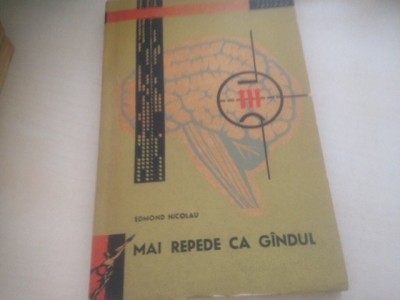 EDMOND NICOLAU
MAI REPEDE CA GÎNDUL